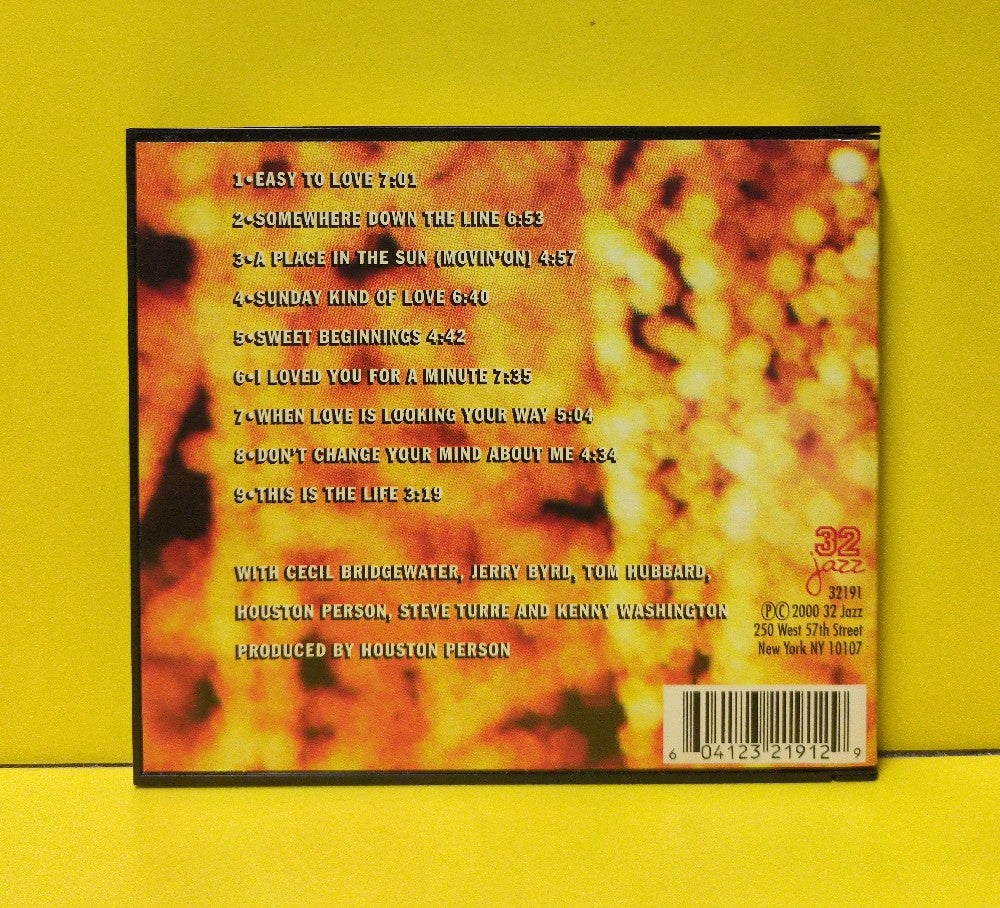 1•EASY TO LOVE 7:01
2•SOMEWHERE DOWN THE LINE 6:53
3•A PLACE IN THE SUN (MOVIN'ON) 4:57
4•SUNDAY KIND OF LOVE 6:40
5•SWEET BEGINNINGS 4:42
6•I LOVED YOU FOR A MINUTE 7:35
7•WHEN LOVE IS LOOKING YOUR WAY 5:04
8•DON'T CHANGE YOUR MIND ABOUT ME 4:34
9•THIS IS THE LIFE 3:19
WITH CECIL BRIDGEWATER, JERRY BYRD, TOM HUBBARD,
HOUSTON PERSON, STEVE TURRE AND KENNY WASHINGTON
PRODUCED BY HOUSTON PERSON
32
jazz
32191
℗© 2000 32 Jazz
250 West 57th Street
New York NY 10107
6 04123 21912 9